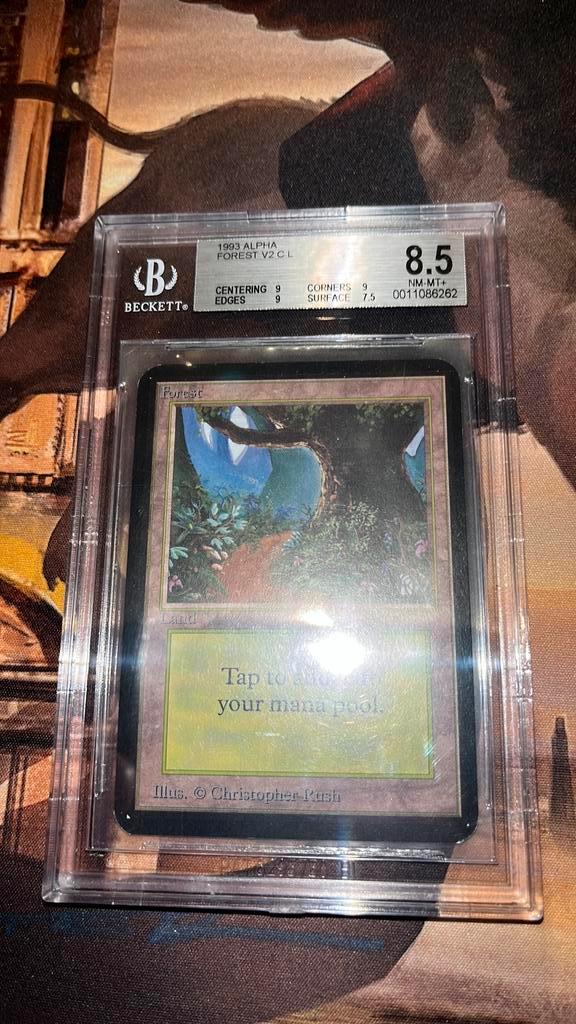 1993 ALPHA
FOREST V2 C L
8.5
CENTERING 9 CORNERS 9
NM-MT+
EDGES 9 SURFACE 7.5
0011086262
B
BECKETT®
Forest
Land
Tap to add
your mana pool.
Illus. © Christopher Rush